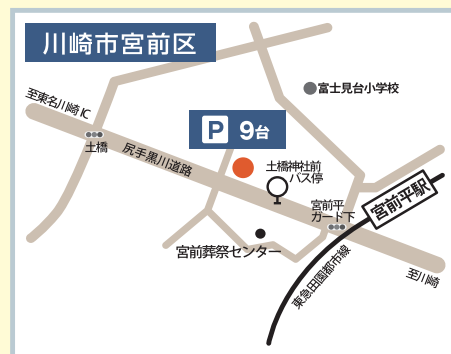 川崎市宮前区
至東名川崎IC
富士見台小学校
P 9台
土橋
尻手黒川道路
土橋神社前
バス停
宮前平
ガード下
宮前平駅
宮前葬祭センター
東急田園都市線
至川崎